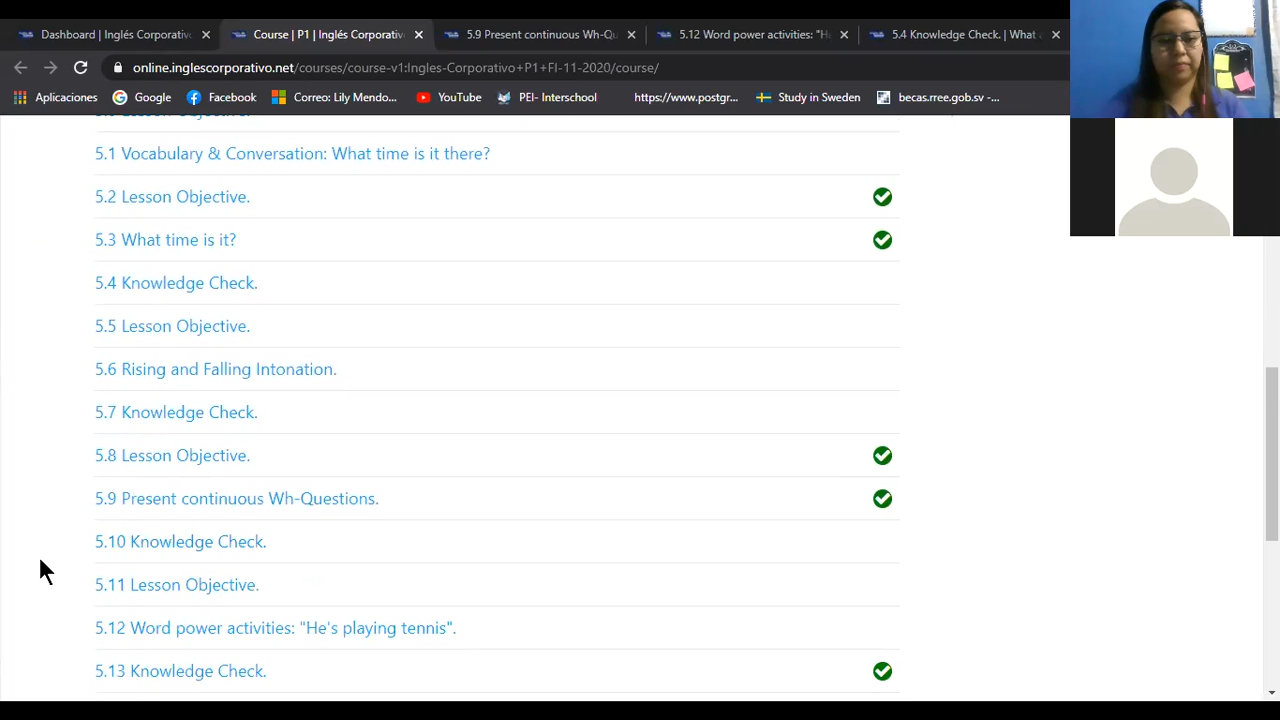 Dashboard | Inglés Corporativo
Course | P1 | Inglés Corporativo
5.9 Present continuous Wh-Qu
5.12 Word power activities: "He
5.4 Knowledge Check. | What
online.inglescorporativo.net/courses/course-v1:Ingles-Corporativo+P1+FI-11-2020/course/
Aplicaciones
Google
Facebook
Correo: Lily Mendo...
YouTube
PEI- Interschool
https://www.postgr...
Study in Sweden
becas.rree.gob.sv -...
5.1 Vocabulary & Conversation: What time is it there?
5.2 Lesson Objective.
5.3 What time is it?
5.4 Knowledge Check.
5.5 Lesson Objective.
5.6 Rising and Falling Intonation.
5.7 Knowledge Check.
5.8 Lesson Objective.
5.9 Present continuous Wh-Questions.
5.10 Knowledge Check.
5.11 Lesson Objective.
5.12 Word power activities: "He's playing tennis".
5.13 Knowledge Check.